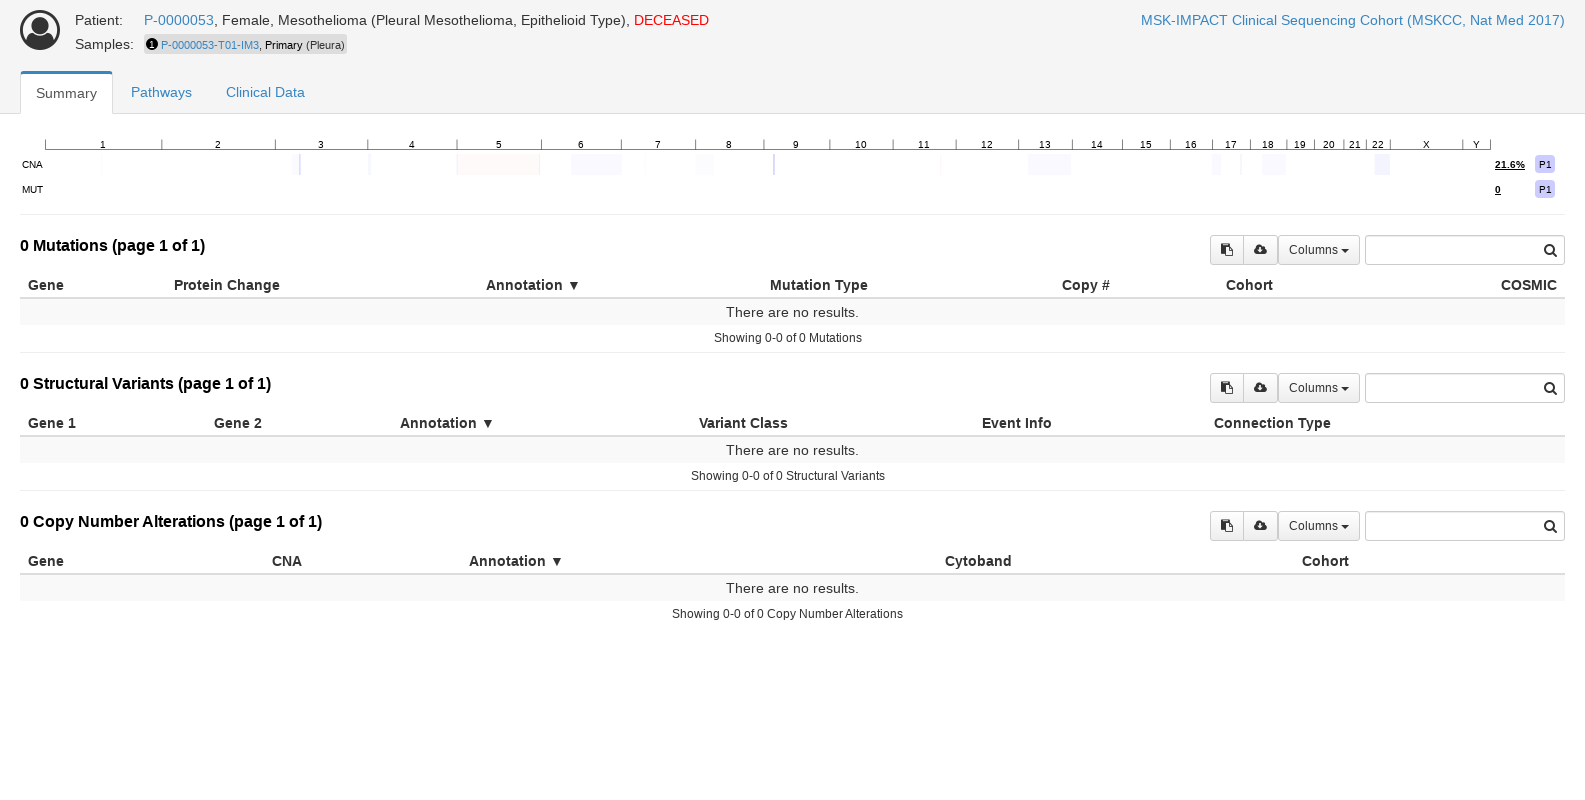 Patient: P-0000053, Female, Mesothelioma (Pleural Mesothelioma, Epithelioid Type), DECEASED
MSK-IMPACT Clinical Sequencing Cohort (MSKCC, Nat Med 2017)
Samples: 1 P-0000053-T01-IM3, Primary (Pleura)
Summary Pathways Clinical Data
1 2 3 4 5 6 7 8 9 10 11 12 13 14 15 16 17 18 19 20 21 22 X Y
CNA 21.6% P1
MUT 0 P1
0 Mutations (page 1 of 1) Columns
Gene Protein Change Annotation ▼ Mutation Type Copy # Cohort COSMIC
There are no results.
Showing 0-0 of 0 Mutations
0 Structural Variants (page 1 of 1) Columns
Gene 1 Gene 2 Annotation ▼ Variant Class Event Info Connection Type
There are no results.
Showing 0-0 of 0 Structural Variants
0 Copy Number Alterations (page 1 of 1) Columns
Gene CNA Annotation ▼ Cytoband Cohort
There are no results.
Showing 0-0 of 0 Copy Number Alterations